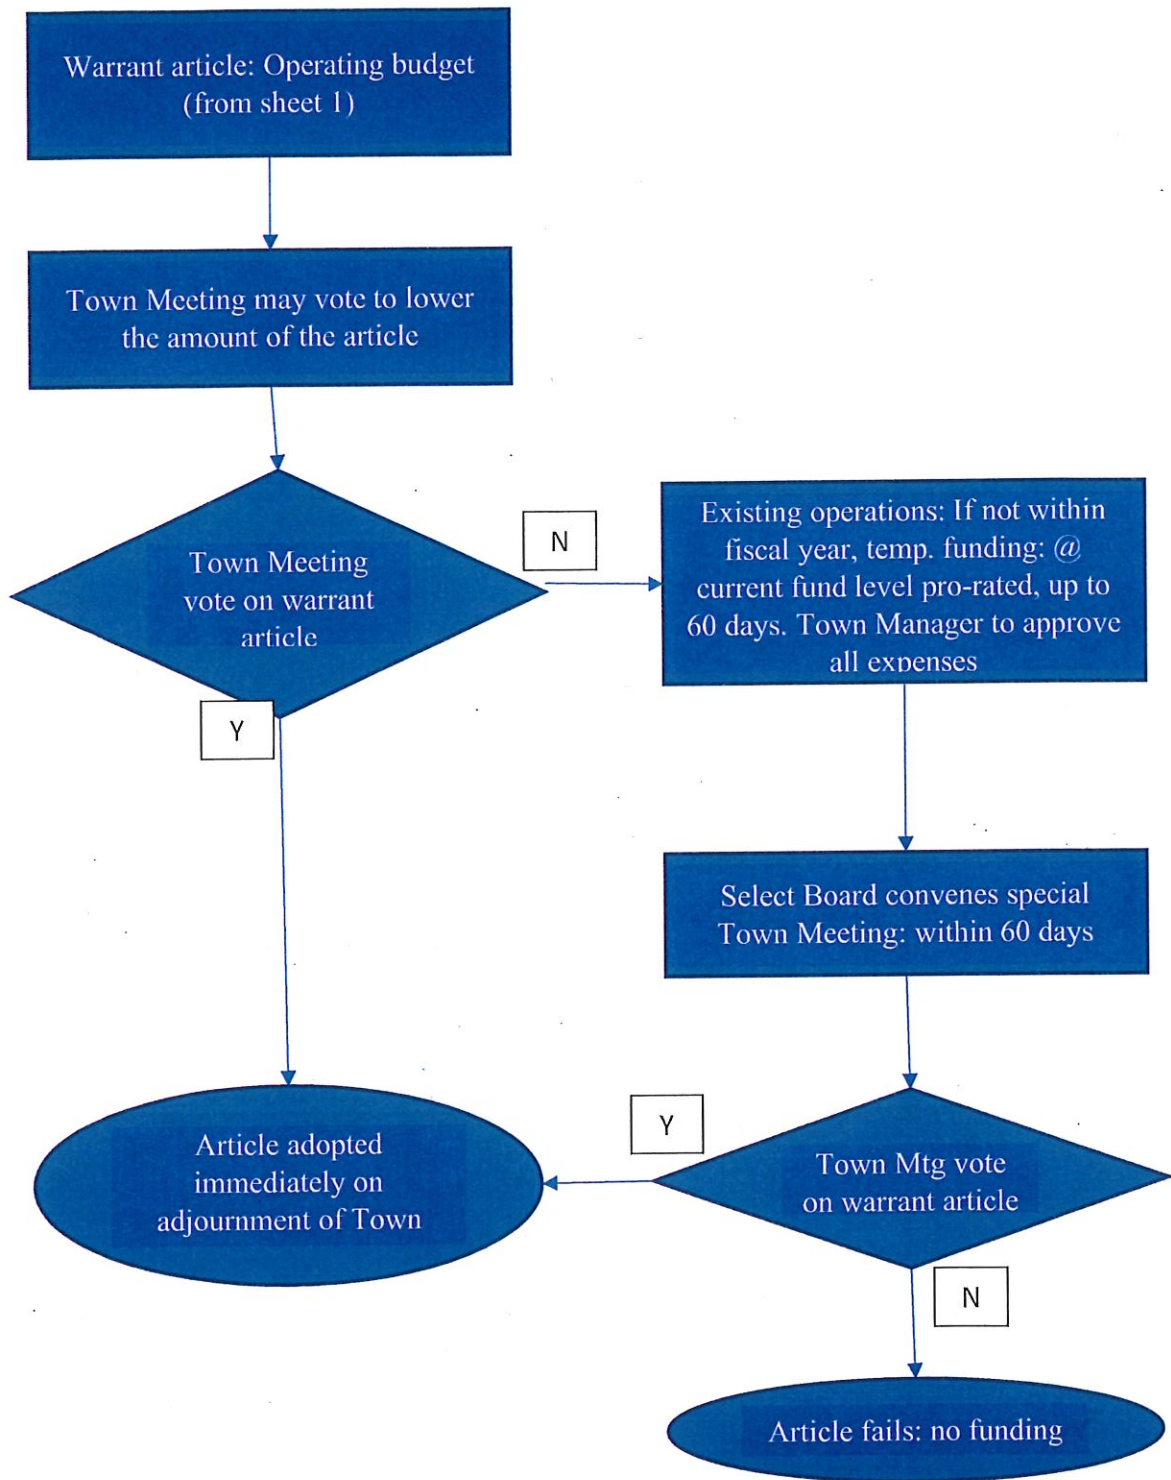 Warrant article: Operating budget
(from sheet 1)
Town Meeting may vote to lower
the amount of the article
Town Meeting
vote on warrant
article
N
Existing operations: If not within
fiscal year, temp. funding: @
current fund level pro-rated, up to
60 days. Town Manager to approve
all expenses
Y
Select Board convenes special
Town Meeting: within 60 days
Article adopted
immediately on
adjournment of Town
Y
Town Mtg vote
on warrant article
N
Article fails: no funding